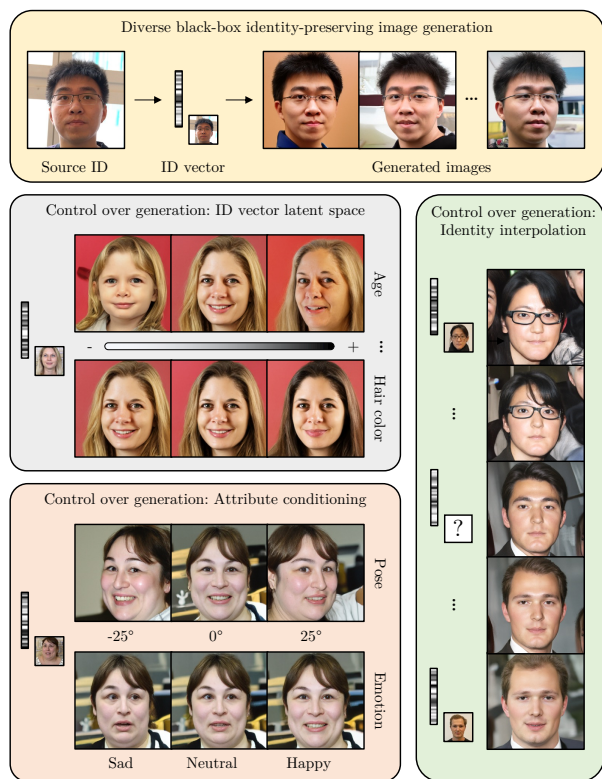 Diverse black-box identity-preserving image generation
...
Source ID
ID vector
Generated images
Control over generation: ID vector latent space
Age
- +
...
Hair color
Control over generation: Attribute conditioning
Pose
-25° 0° 25°
Emotion
Sad Neutral Happy
Control over generation:
Identity interpolation
...
?
...